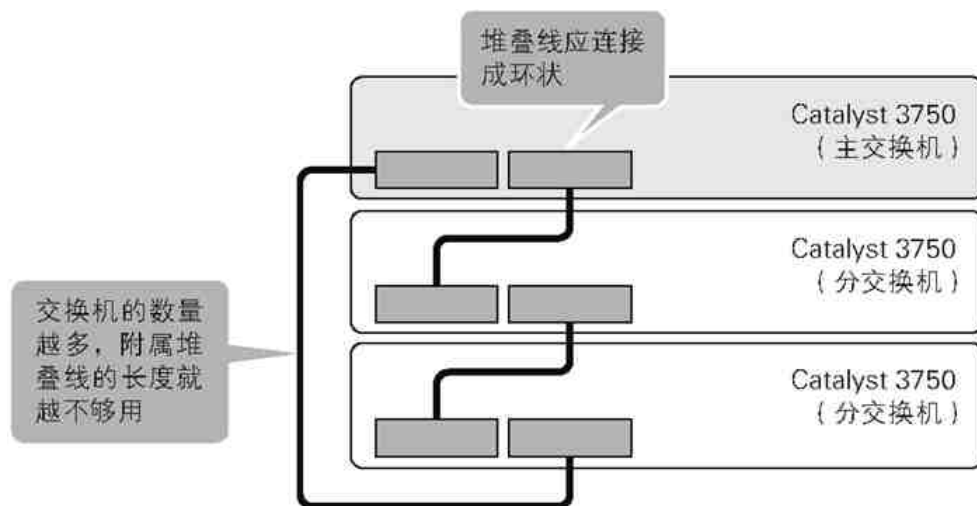 堆叠线应连接
成环状
Catalyst 3750
（主交换机）
Catalyst 3750
（分交换机）
交换机的数量
越多，附属堆
叠线的长度就
越不够用
Catalyst 3750
（分交换机）